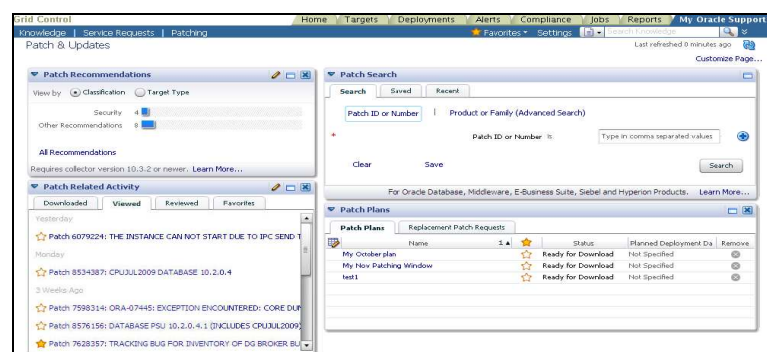 Grid Control
Home Targets Deployments Alerts Compliance Jobs Reports My Oracle Support
Knowledge | Service Requests | Patching
Favorites Settings Search Knowledge
Patch & Updates
Last refreshed 0 minutes ago
Customize Page...
Patch Recommendations
View by Classification Target Type
Security 4
Other Recommendations 8
All Recommendations
Requires collector version 10.3.2 or newer. Learn More...
Patch Related Activity
Downloaded Viewed Reviewed Favorites
Yesterday
Patch 6079224: THE INSTANCE CAN NOT START DUE TO IPC SEND T
Monday
Patch 8534387: CPUJUL2009 DATABASE 10.2.0.4
3 Weeks Ago
Patch 7598314: ORA-07445: EXCEPTION ENCOUNTERED: CORE DUM
Patch 8576156: DATABASE PSU 10.2.0.4.1 (INCLUDES CPUJUL2009)
Patch 7628357: TRACKING BUG FOR INVENTORY OF DG BROKER BU
Patch Search
Search Saved Recent
Patch ID or Number | Product or Family (Advanced Search)
* Patch ID or Number is Type in comma separated values
Clear Save Search
For Oracle Database, Middleware, E-Business Suite, Siebel and Hyperion Products. Learn More...
Patch Plans
Patch Plans Replacement Patch Requests
Name 1 Status Planned Deployment Da Remove
My October plan Ready for Download Not Specified
My Nov Patching Window Ready for Download Not Specified
test1 Ready for Download Not Specified